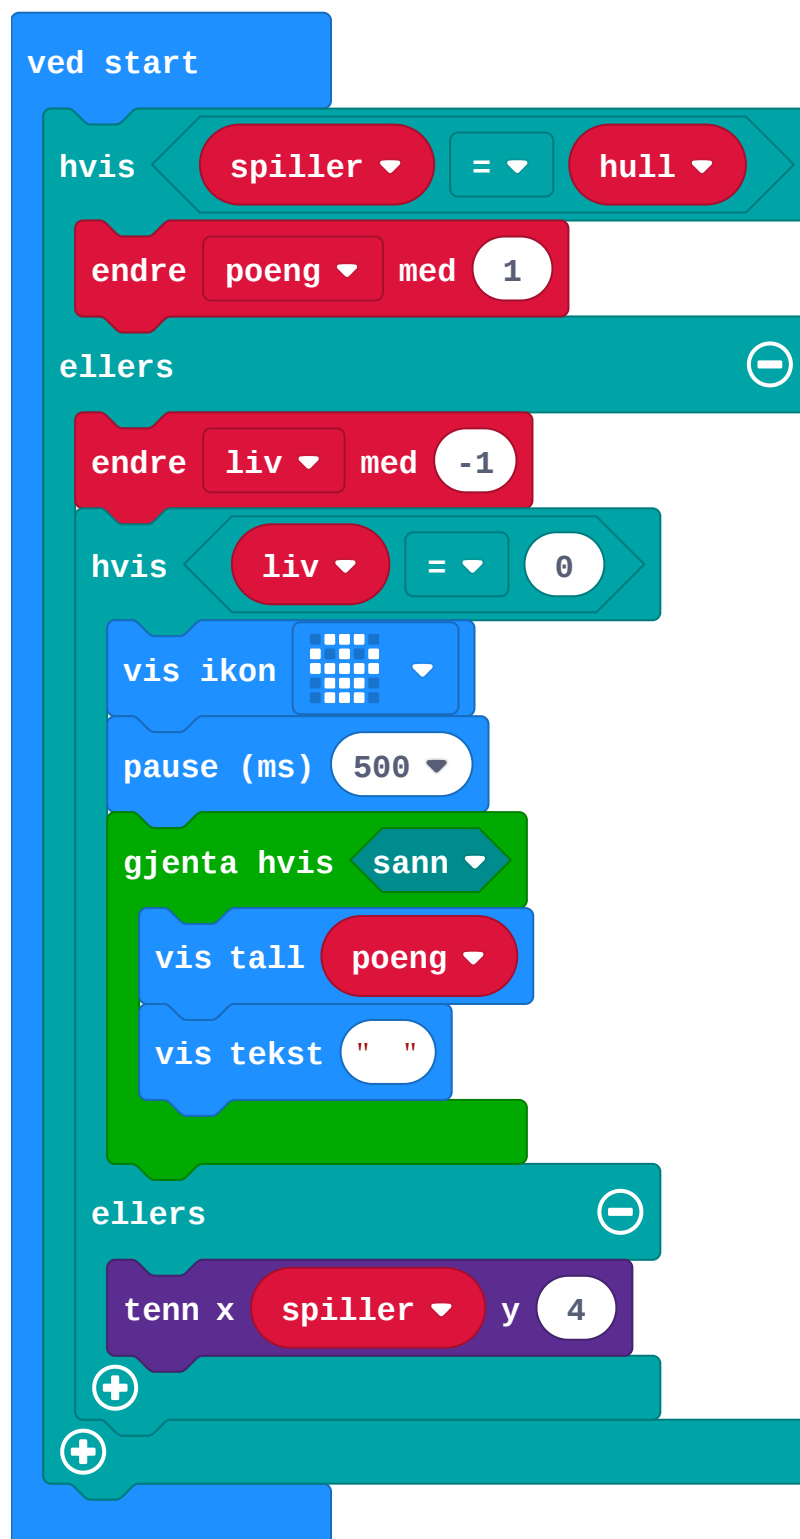 ved start
hvis spiller = hull
endre poeng med 1
ellers
endre liv med -1
hvis liv = 0
vis ikon
pause (ms) 500
gjenta hvis sann
vis tall poeng
vis tekst " "
ellers
tenn x spiller y 4